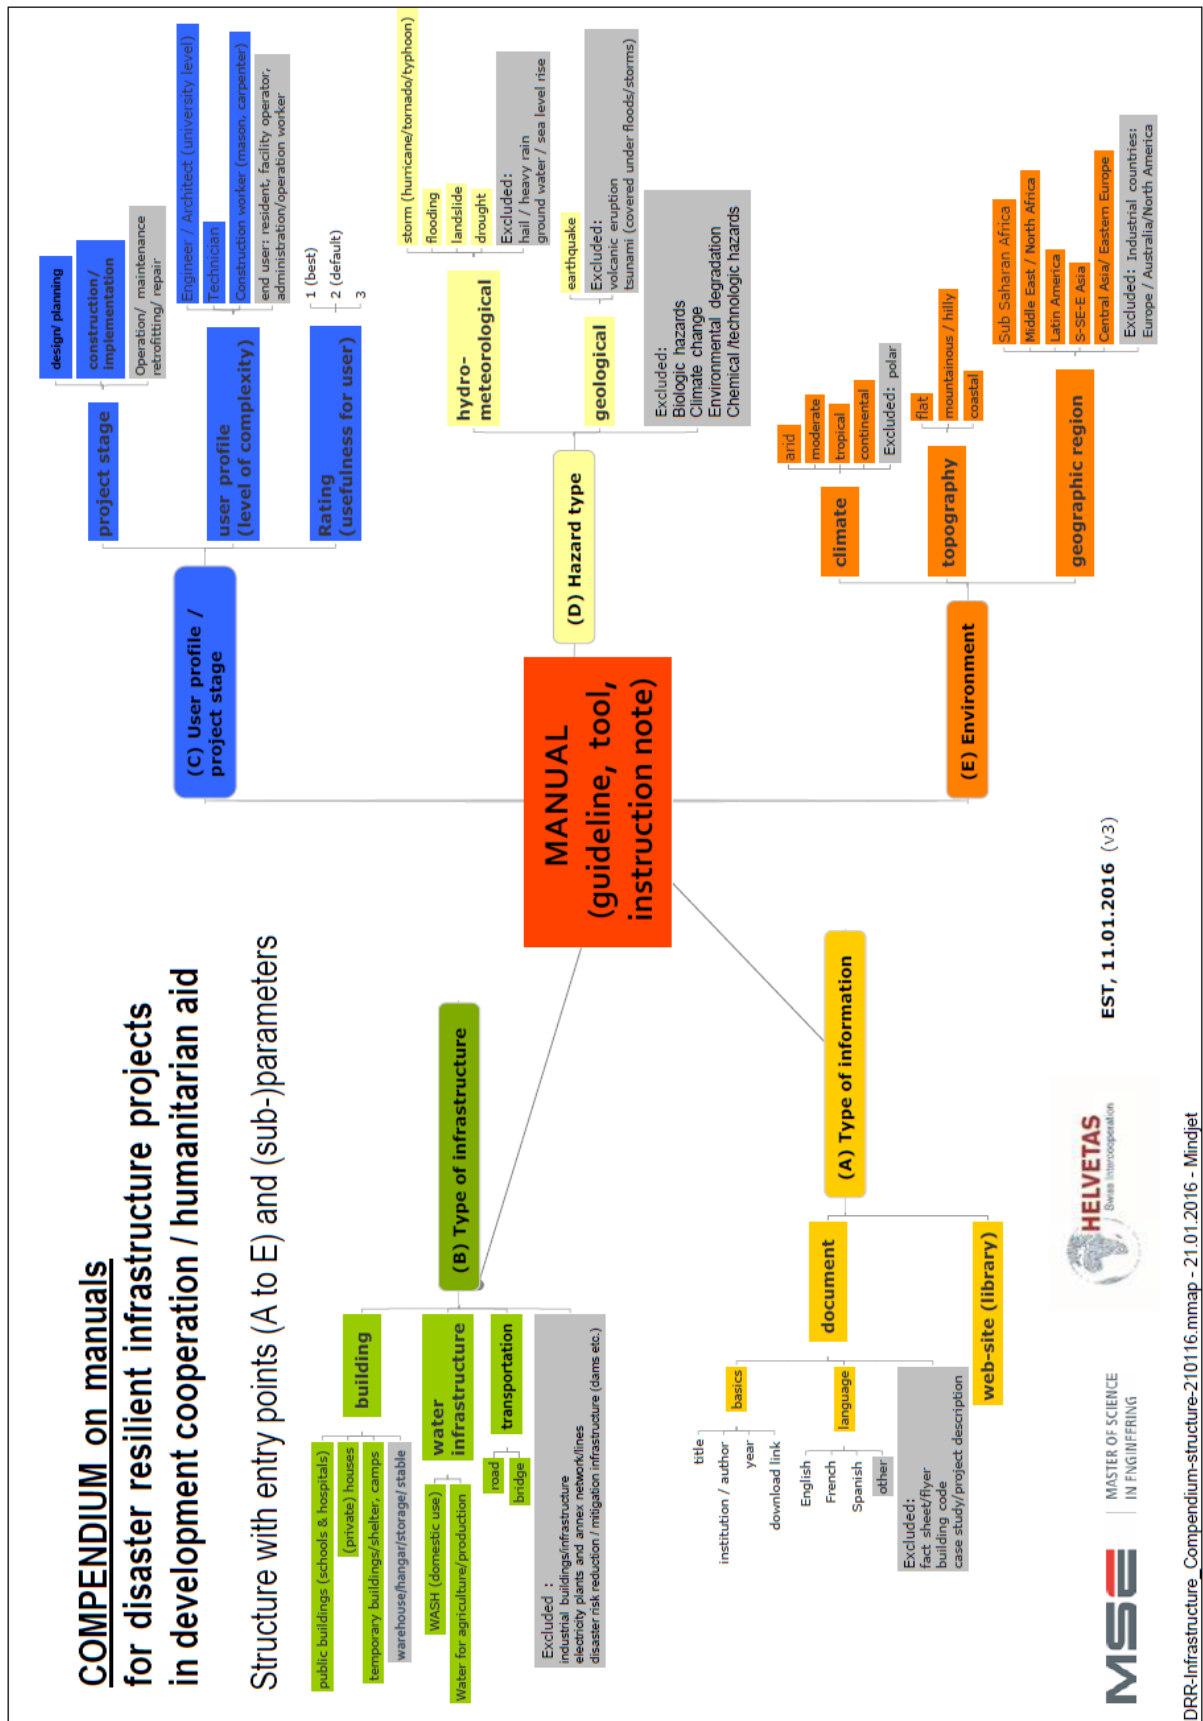 COMPENDIUM on manuals
for disaster resilient infrastructure projects
in development cooperation / humanitarian aid
Structure with entry points (A to E) and (sub-)parameters
MANUAL
(guideline, tool,
instruction note)
(A) Type of information
document
basics
title
institution / author
year
download link
language
English
French
Spanish
other
Excluded:
fact sheet/flyer
building code
case study/project description
web-site (library)
(B) Type of infrastructure
building
public buildings (schools & hospitals)
(private) houses
temporary buildings/shelter, camps
warehouse/hangar/storage/stable
water
infrastructure
WASH (domestic use)
Water for agriculture/production
transportation
road
bridge
Excluded :
industrial buildings/infrastructure
electricity plants and annex network/lines
disaster risk reduction / mitigation infrastructure (dams etc.)
(C) User profile /
project stage
project stage
design/ planning
construction/
implementation
Operation/ maintenance
retrofitting/ repair
user profile
(level of complexity)
Engineer / Architect (university level)
Technician
Construction worker (mason, carpenter)
end user: resident, facility operator,
administration/operation worker
Rating
(usefulness for user)
1 (best)
2 (default)
3
(D) Hazard type
hydro-
meteorological
storm (hurricane/tornado/typhoon)
flooding
landslide
drought
Excluded:
hail / heavy rain
ground water / sea level rise
geological
earthquake
Excluded:
volcanic eruption
tsunami (covered under floods/storms)
Excluded:
Biologic hazards
Climate change
Environmental degradation
Chemical /technologic hazards
(E) Environment
climate
arid
moderate
tropical
continental
Excluded: polar
topography
flat
mountainous / hilly
coastal
geographic region
Sub Saharan Africa
Middle East / North Africa
Latin America
S-SE-E Asia
Central Asia/ Eastern Europe
Excluded: Industrial countries:
Europe / Australia/North America
MSE
MASTER OF SCIENCE
IN ENGINEERING
HELVETAS
Swiss Intercooperation
EST, 11.01.2016 (v3)
DRR-Infrastructure_Compendium-structure-210116.mmap - 21.01.2016 - Mindjet